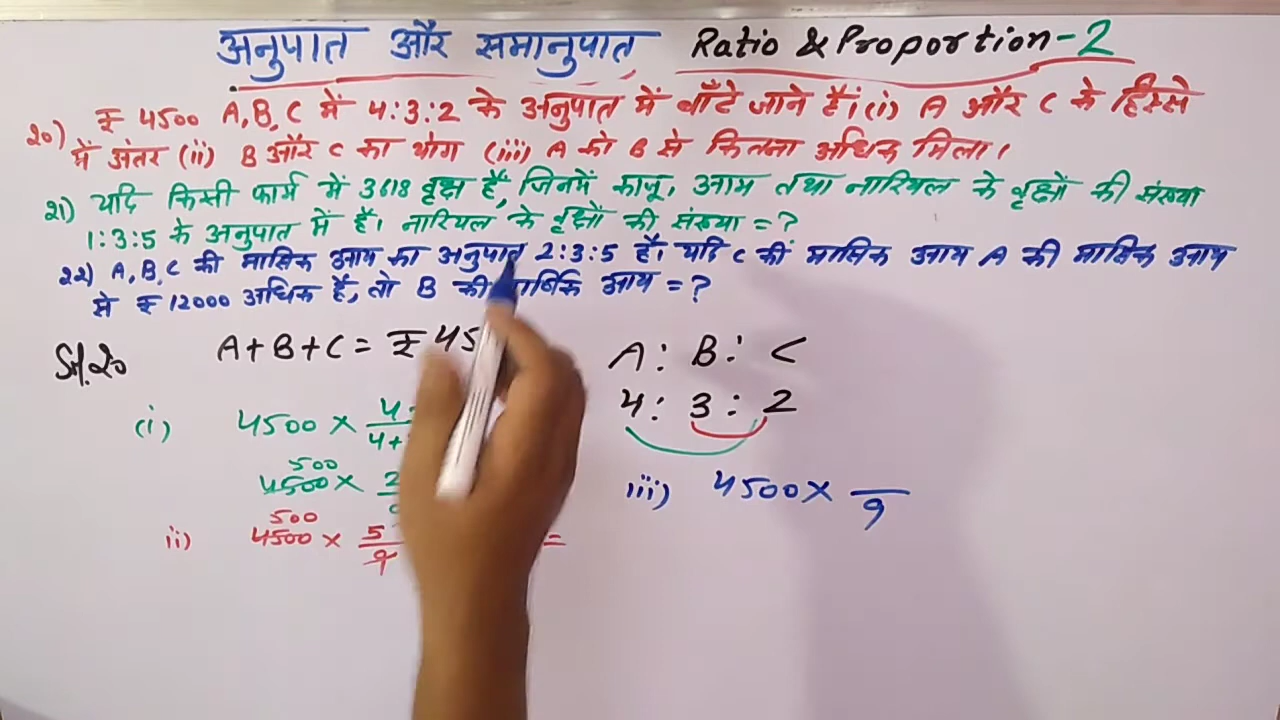 अनुपात और समानुपात Ratio & Proportion-2
20) ₹ 4500 A, B, C में 4:3:2 के अनुपात में बाँटे जाने हैं। (i) A और C के हिस्से
में अंतर (ii) B और C का योग (iii) A को B से कितना अधिक मिला।
21) यदि किसी फार्म में 3618 वृक्ष हैं, जिनमें काजू, आम तथा नारियल के वृक्षों की संख्या
1:3:5 के अनुपात में है। नारियल के वृक्षों की संख्या = ?
22) A, B, C की मासिक आय का अनुपात 2:3:5 है। यदि C की मासिक आय A की मासिक आय
से ₹ 12000 अधिक है, तो B की आय = ?
Sol.20 A+B+C = ₹ 45
A : B : C
4 : 3 : 2
(i) 4500 × 4
4+
500
4500 × 2
500
ii) 4500 × 5/9 =
iii) 4500 × /9